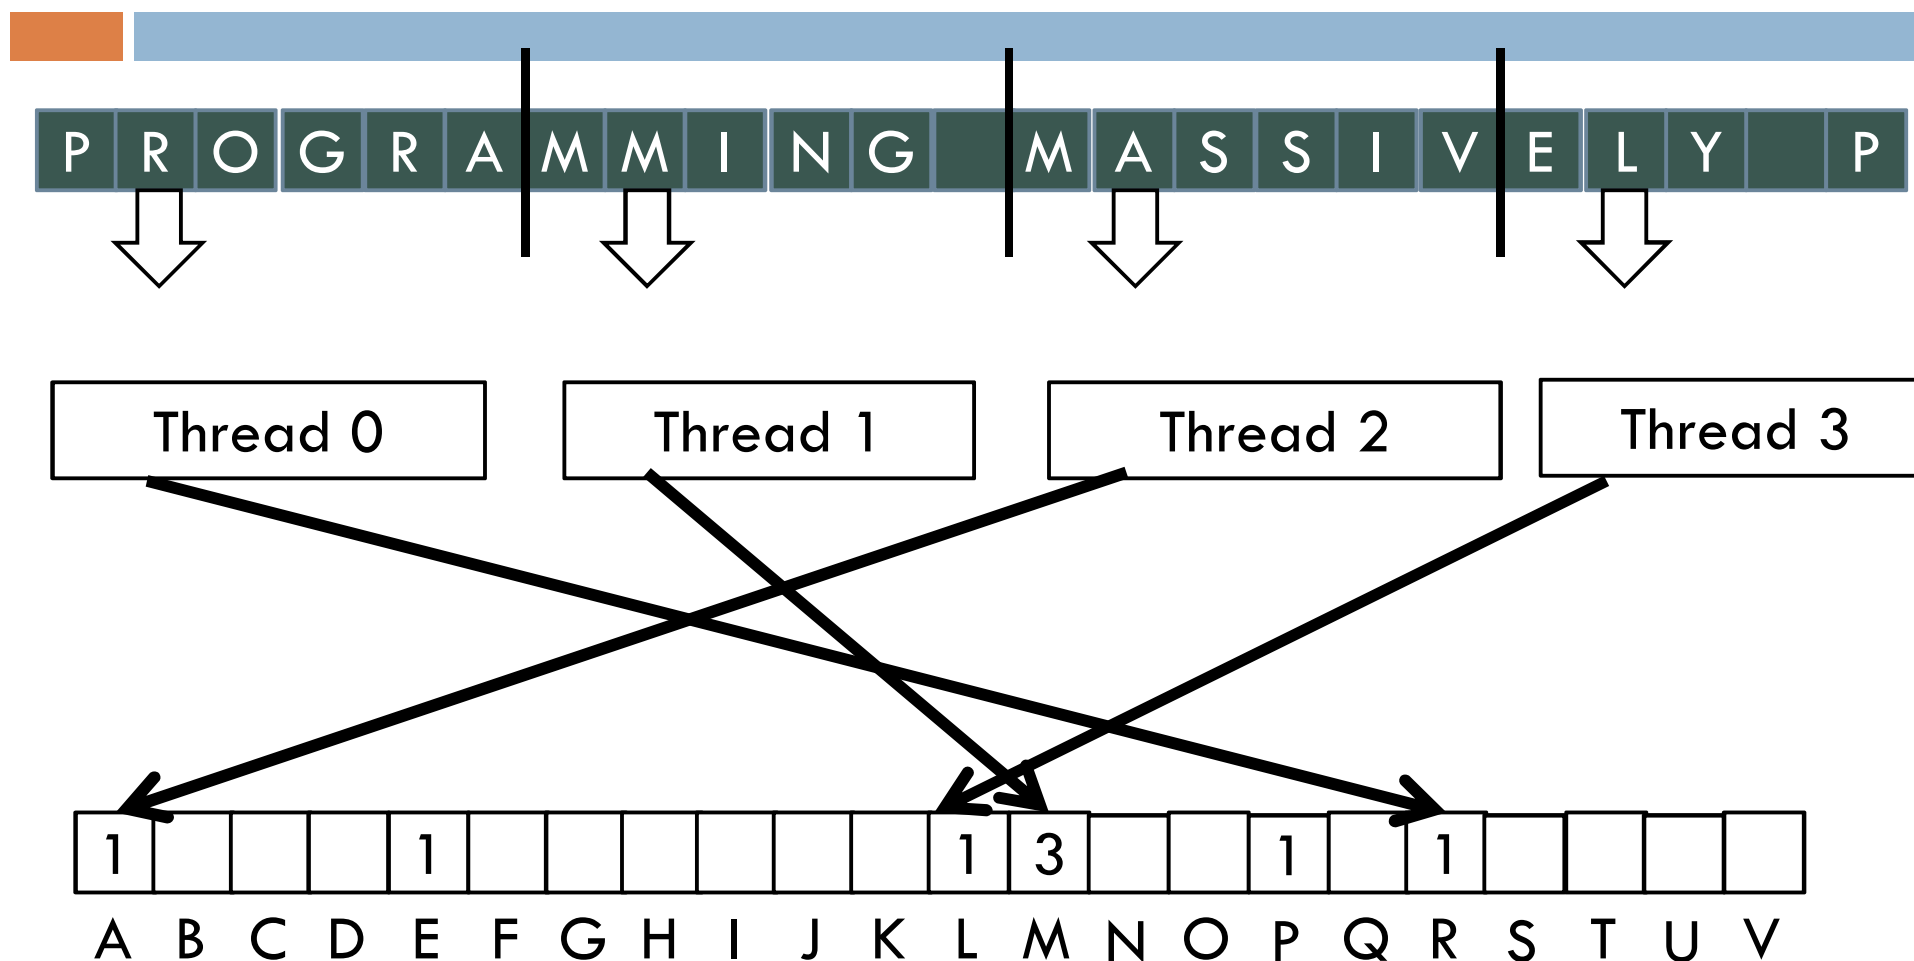 P R O G R A M M I N G M A S S I V E L Y P
Thread 0 Thread 1 Thread 2 Thread 3
1 1 1 3 1 1
A B C D E F G H I J K L M N O P Q R S T U V